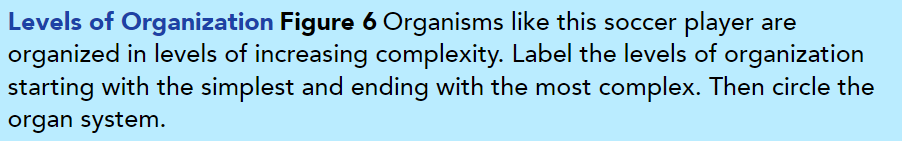 Levels of Organization Figure 6 Organisms like this soccer player are
organized in levels of increasing complexity. Label the levels of organization
starting with the simplest and ending with the most complex. Then circle the
organ system.